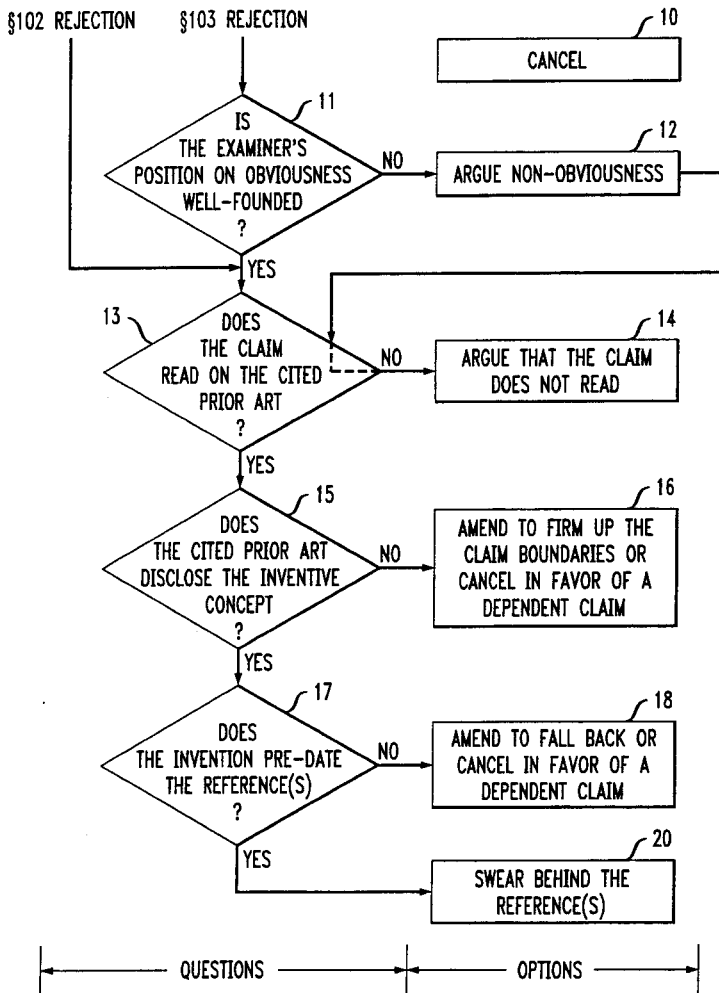 §102 REJECTION
§103 REJECTION
10
CANCEL
11
IS
THE EXAMINER'S
POSITION ON OBVIOUSNESS
WELL-FOUNDED
?
NO
12
ARGUE NON-OBVIOUSNESS
YES
13
DOES
THE CLAIM
READ ON THE CITED
PRIOR ART
?
NO
14
ARGUE THAT THE CLAIM
DOES NOT READ
YES
15
DOES
THE CITED PRIOR ART
DISCLOSE THE INVENTIVE
CONCEPT
?
NO
16
AMEND TO FIRM UP THE
CLAIM BOUNDARIES OR
CANCEL IN FAVOR OF A
DEPENDENT CLAIM
YES
17
DOES
THE INVENTION PRE-DATE
THE REFERENCE(S)
?
NO
18
AMEND TO FALL BACK OR
CANCEL IN FAVOR OF A
DEPENDENT CLAIM
YES
20
SWEAR BEHIND THE
REFERENCE(S)
QUESTIONS
OPTIONS